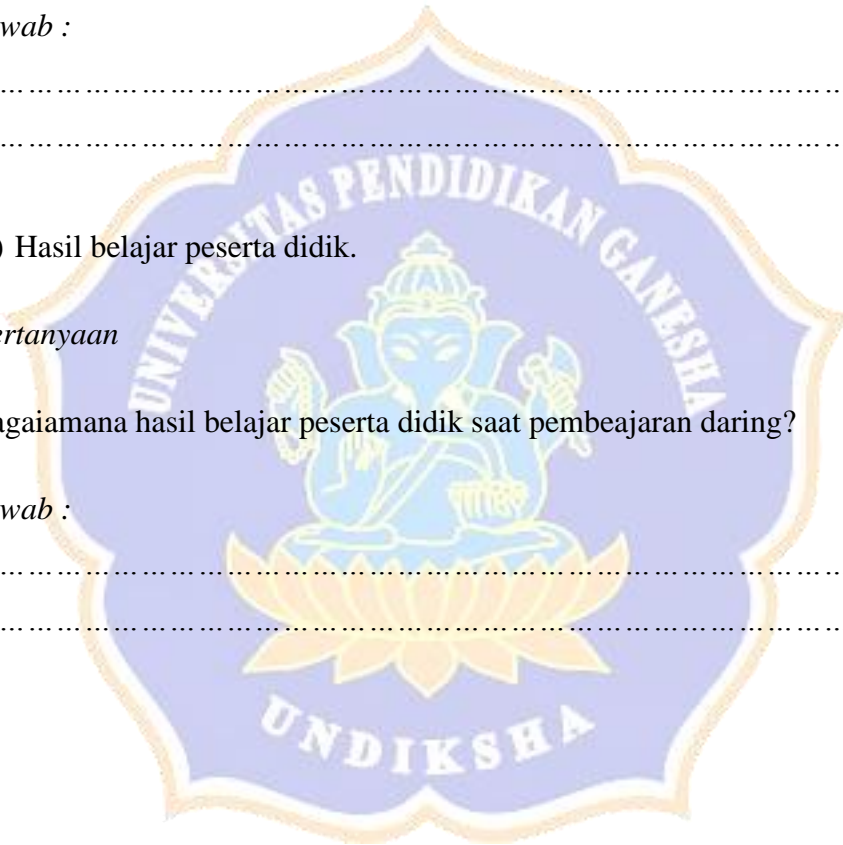 wab :
………………………………………………………………………………..
………………………………………………………………………………..
) Hasil belajar peserta didik.
ertanyaan
agaiamana hasil belajar peserta didik saat pembeajaran daring?
wab :
………………………………………………………………………………..
………………………………………………………………………………..
UNIVERSITAS PENDIDIKAN GANESHA
UNDIKSHA